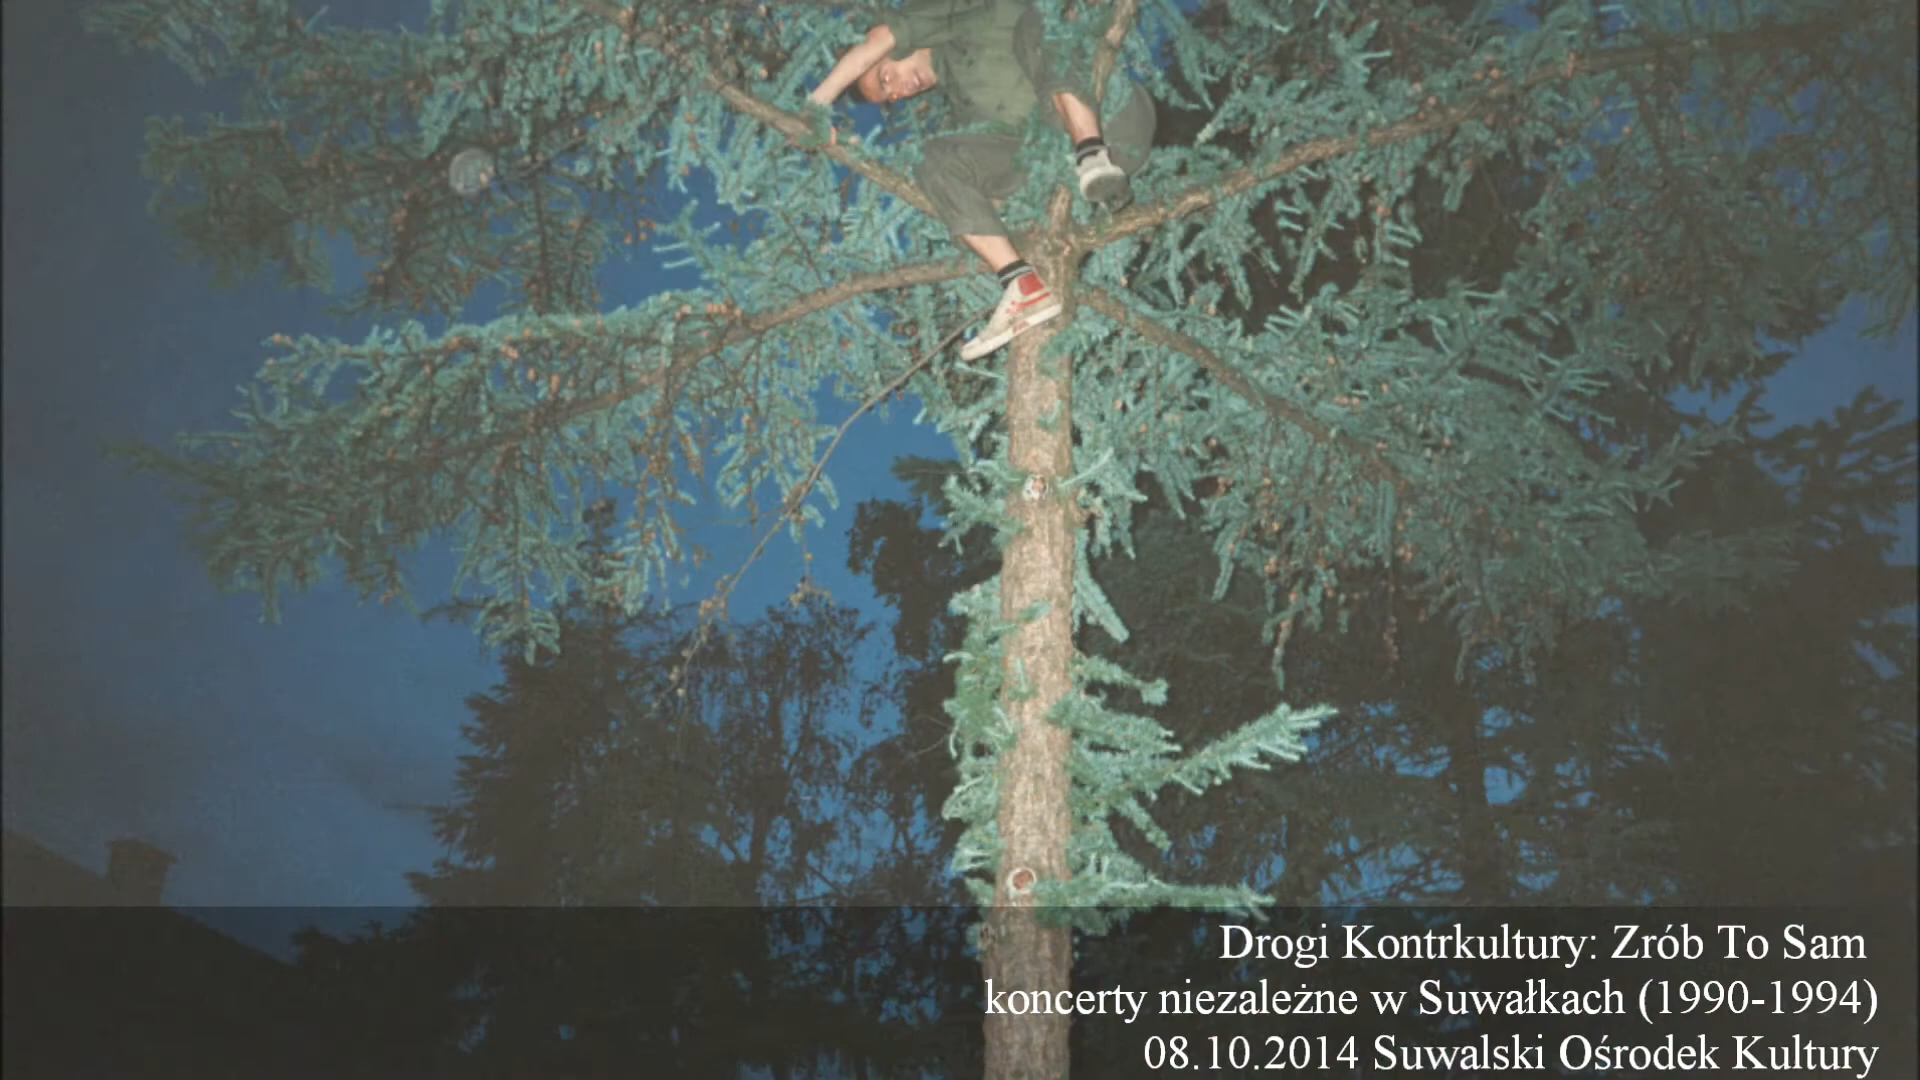 Drogi Kontrkultury: Zrób To Sam
koncerty niezależne w Suwałkach (1990-1994)
08.10.2014 Suwalski Ośrodek Kultury